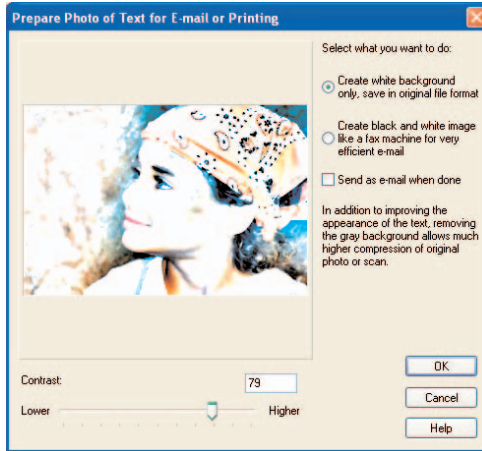 Prepare Photo of Text for E-mail or Printing
Select what you want to do:
Create white background
only, save in original file format
Create black and white image
like a fax machine for very
efficient e-mail
Send as e-mail when done
In addition to improving the
appearance of the text, removing
the gray background allows much
higher compression of original
photo or scan.
Contrast:
79
Lower
Higher
OK
Cancel
Help